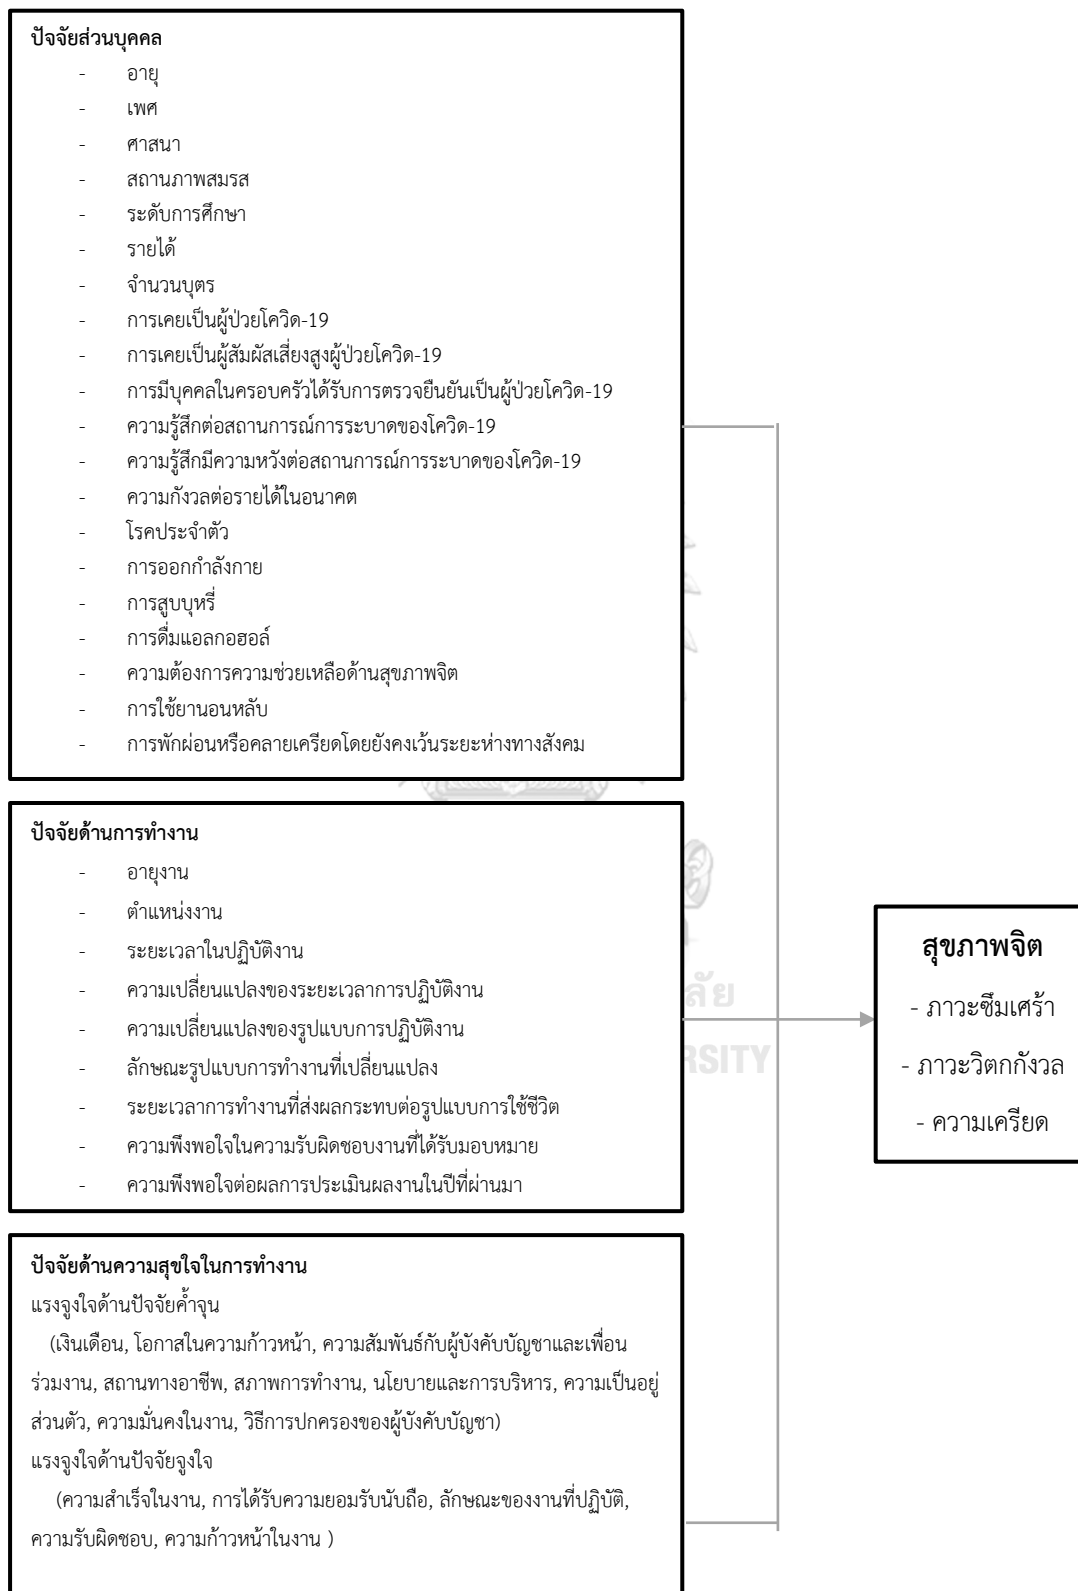 ปัจจัยส่วนบุคคล
- อายุ
- เพศ
- ศาสนา
- สถานภาพสมรส
- ระดับการศึกษา
- รายได้
- จำนวนบุตร
- การเคยเป็นผู้ป่วยโควิด-19
- การเคยเป็นผู้สัมผัสเสี่ยงสูงผู้ป่วยโควิด-19
- การมีบุคคลในครอบครัวได้รับการตรวจยืนยันเป็นผู้ป่วยโควิด-19
- ความรู้สึกต่อสถานการณ์การระบาดของโควิด-19
- ความรู้สึกมีความหวังต่อสถานการณ์การระบาดของโควิด-19
- ความกังวลต่อรายได้ในอนาคต
- โรคประจำตัว
- การออกกำลังกาย
- การสูบบุหรี่
- การดื่มแอลกอฮอล์
- ความต้องการความช่วยเหลือด้านสุขภาพจิต
- การใช้ยานอนหลับ
- การพักผ่อนหรือคลายเครียดโดยยังคงเว้นระยะห่างทางสังคม
ปัจจัยด้านการทำงาน
- อายุงาน
- ตำแหน่งงาน
- ระยะเวลาในปฏิบัติงาน
- ความเปลี่ยนแปลงของระยะเวลาการปฏิบัติงาน
- ความเปลี่ยนแปลงของรูปแบบการปฏิบัติงาน
- ลักษณะรูปแบบการทำงานที่เปลี่ยนแปลง
- ระยะเวลาการทำงานที่ส่งผลกระทบต่อรูปแบบการใช้ชีวิต
- ความพึงพอใจในความรับผิดชอบงานที่ได้รับมอบหมาย
- ความพึงพอใจต่อผลการประเมินผลงานในปีที่ผ่านมา
ปัจจัยด้านความสุขใจในการทำงาน
แรงจูงใจด้านปัจจัยค้ำจุน
(เงินเดือน, โอกาสในความก้าวหน้า, ความสัมพันธ์กับผู้บังคับบัญชาและเพื่อน
ร่วมงาน, สถานทางอาชีพ, สภาพการทำงาน, นโยบายและการบริหาร, ความเป็นอยู่
ส่วนตัว, ความมั่นคงในงาน, วิธีการปกครองของผู้บังคับบัญชา)
แรงจูงใจด้านปัจจัยจูงใจ
(ความสำเร็จในงาน, การได้รับความยอมรับนับถือ, ลักษณะของงานที่ปฏิบัติ,
ความรับผิดชอบ, ความก้าวหน้าในงาน )
สุขภาพจิต
- ภาวะซึมเศร้า
- ภาวะวิตกกังวล
- ความเครียด
ลัย
RSITY